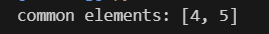 common elements: [4, 5]